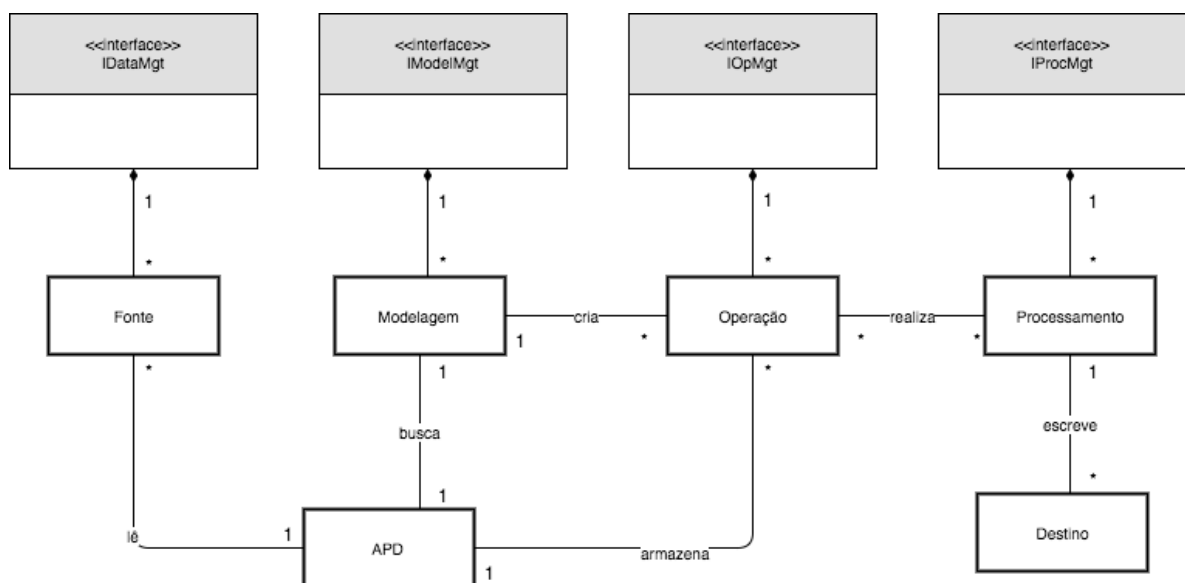 <<interface>>
IDataMgt
<<interface>>
IModelMgt
<<interface>>
IOpMgt
<<interface>>
IProcMgt
1
1
1
1
*
*
*
*
Fonte
Modelagem
cria
Operação
realiza
Processamento
1
*
*
*
*
1
*
1
busca
escreve
1
*
lê
1
APD
armazena
1
Destino